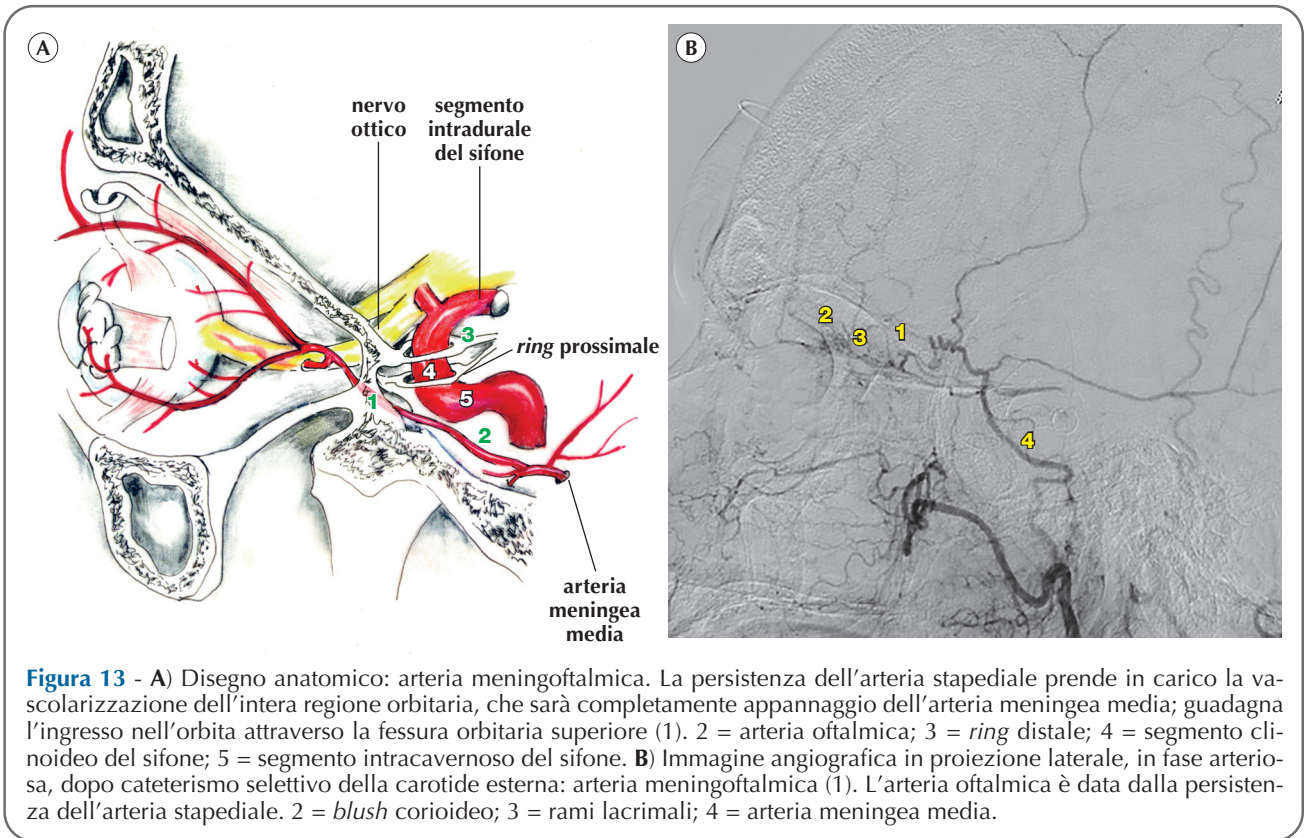 A
nervo
ottico
segmento
intradurale
del sifone
3
ring prossimale
4
5
1
2
arteria
meningea
media
B
2
3
1
4
Figura 13 - A) Disegno anatomico: arteria meningoftalmica. La persistenza dell'arteria stapediale prende in carico la va-
scolarizzazione dell'intera regione orbitaria, che sarà completamente appannaggio dell'arteria meningea media; guadagna
l'ingresso nell'orbita attraverso la fessura orbitaria superiore (1). 2 = arteria oftalmica; 3 = ring distale; 4 = segmento cli-
noideo del sifone; 5 = segmento intracavernoso del sifone. B) Immagine angiografica in proiezione laterale, in fase arterio-
sa, dopo cateterismo selettivo della carotide esterna: arteria meningoftalmica (1). L'arteria oftalmica è data dalla persisten-
za dell'arteria stapediale. 2 = blush corioideo; 3 = rami lacrimali; 4 = arteria meningea media.